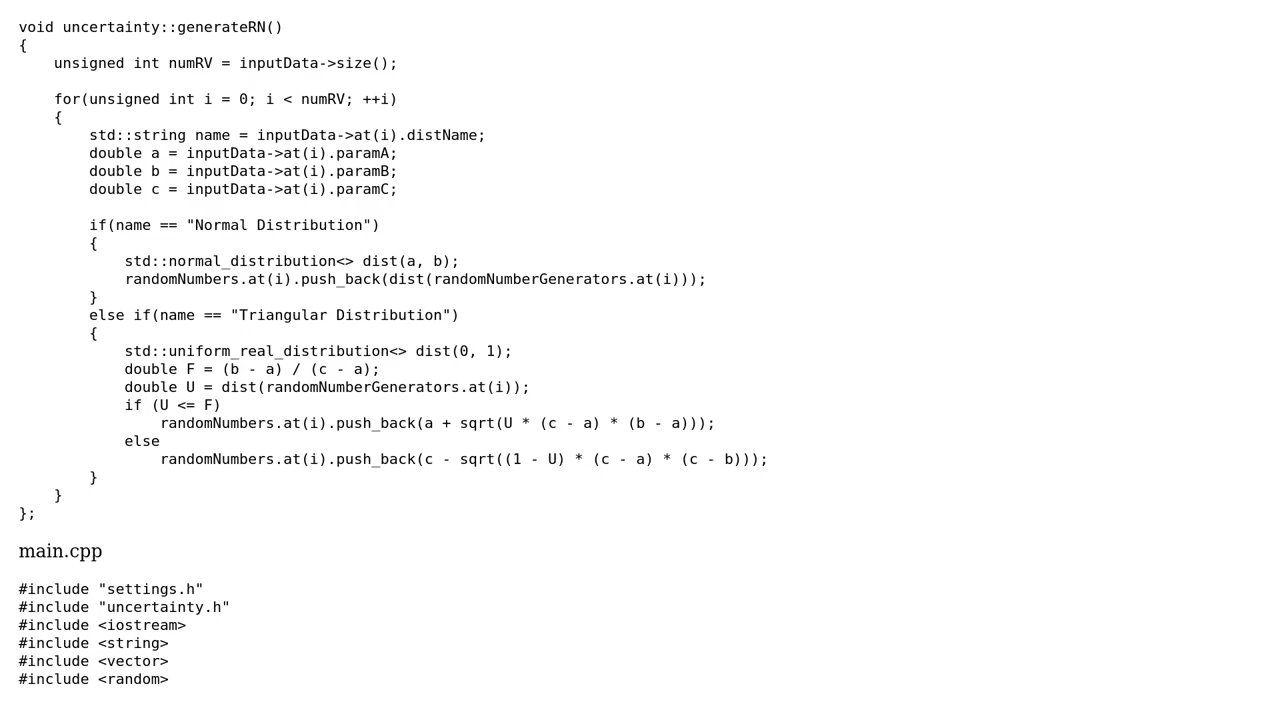 void uncertainty::generateRN()
{
    unsigned int numRV = inputData->size();

    for(unsigned int i = 0; i < numRV; ++i)
    {
        std::string name = inputData->at(i).distName;
        double a = inputData->at(i).paramA;
        double b = inputData->at(i).paramB;
        double c = inputData->at(i).paramC;

        if(name == "Normal Distribution")
        {
            std::normal_distribution<> dist(a, b);
            randomNumbers.at(i).push_back(dist(randomNumberGenerators.at(i)));
        }
        else if(name == "Triangular Distribution")
        {
            std::uniform_real_distribution<> dist(0, 1);
            double F = (b - a) / (c - a);
            double U = dist(randomNumberGenerators.at(i));
            if (U <= F)
                randomNumbers.at(i).push_back(a + sqrt(U * (c - a) * (b - a)));
            else
                randomNumbers.at(i).push_back(c - sqrt((1 - U) * (c - a) * (c - b)));
        }
    }
};
main.cpp
#include "settings.h"
#include "uncertainty.h"
#include <iostream>
#include <string>
#include <vector>
#include <random>